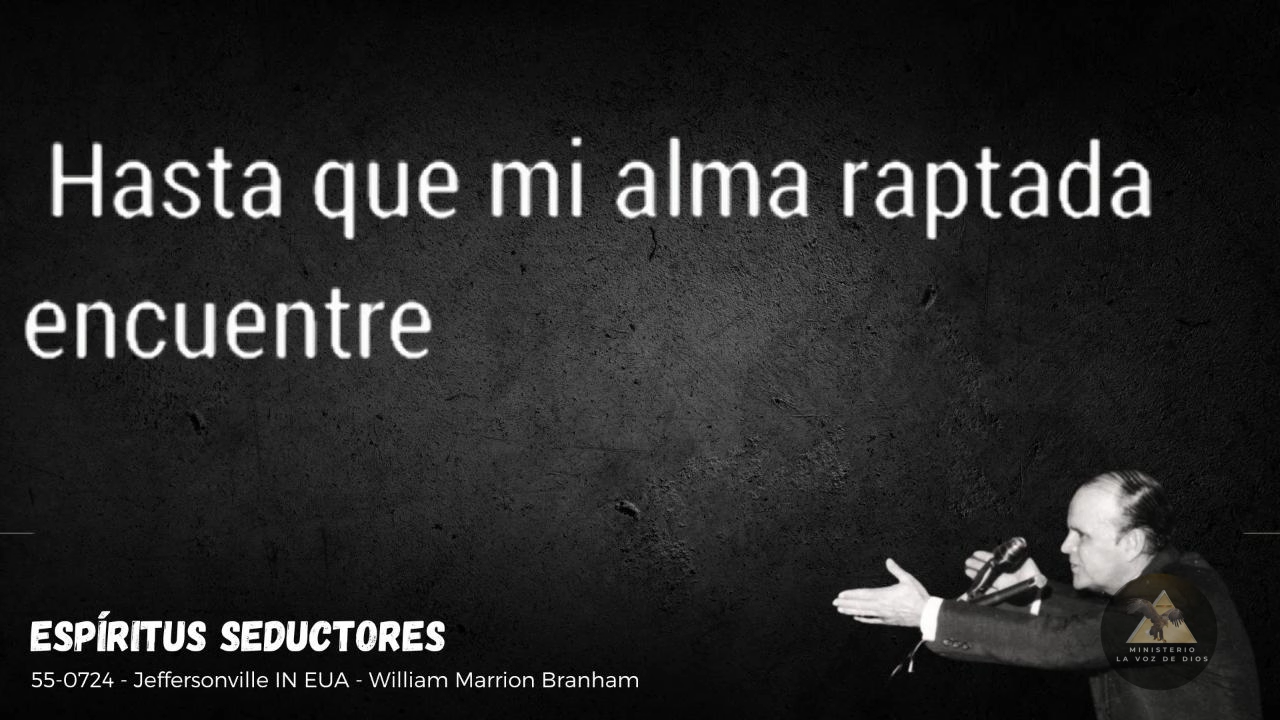 Hasta que mi alma raptada
encuentre
ESPÍRITUS SEDUCTORES
55-0724 - Jeffersonville IN EUA - William Marrion Branham
MINISTERIO
LA VOZ DE DIOS